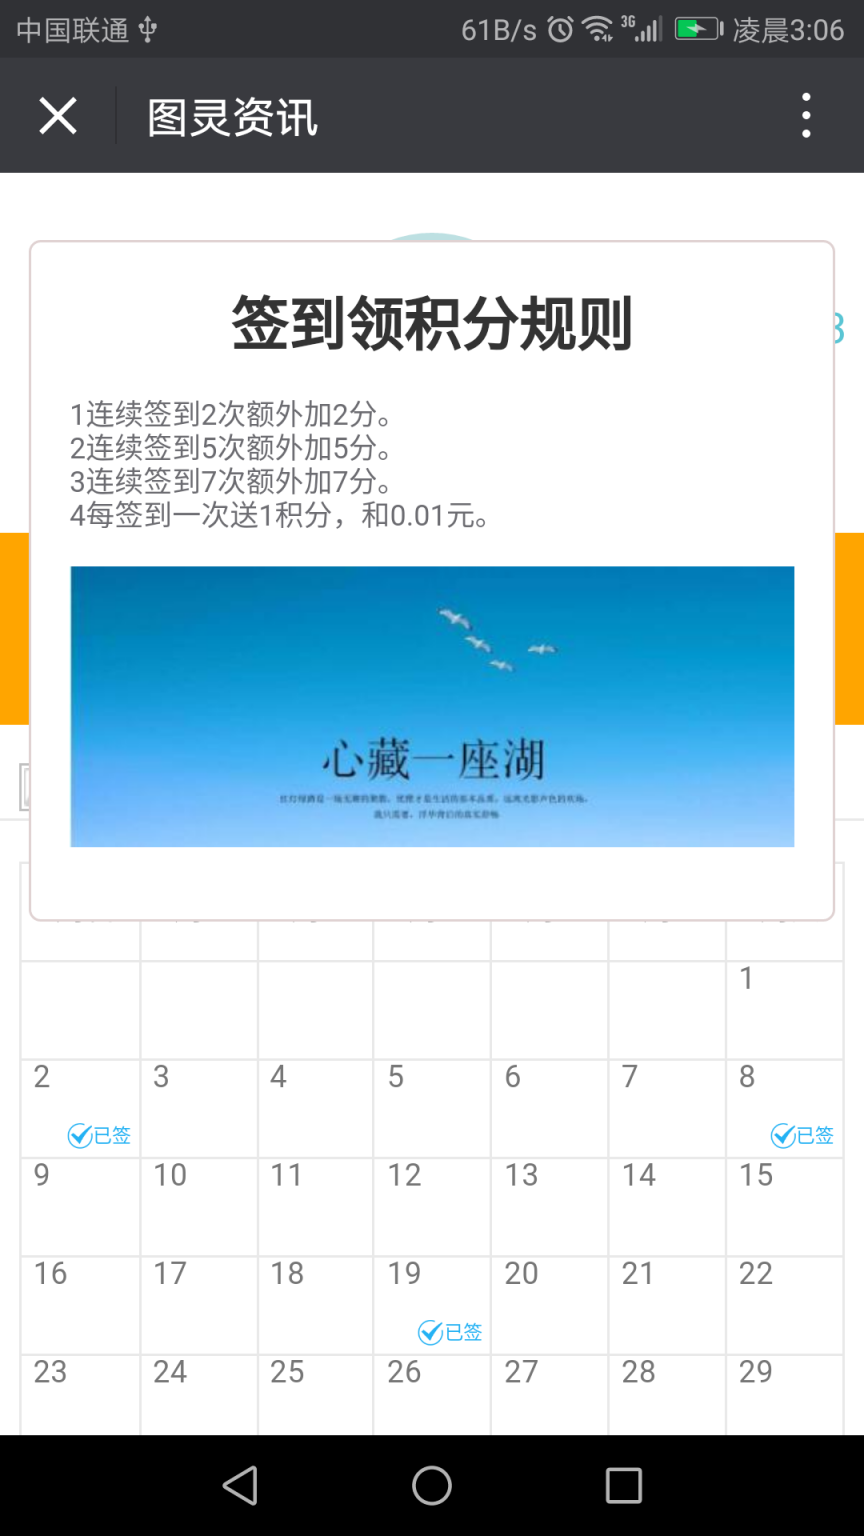 中国联通 61B/s 3G 凌晨3:06
图灵资讯
签到领积分规则
1连续签到2次额外加2分。
2连续签到5次额外加5分。
3连续签到7次额外加7分。
4每签到一次送1积分，和0.01元。
心藏一座湖
1
2 3 4 5 6 7 8
已签 已签
9 10 11 12 13 14 15
16 17 18 19 20 21 22
已签
23 24 25 26 27 28 29